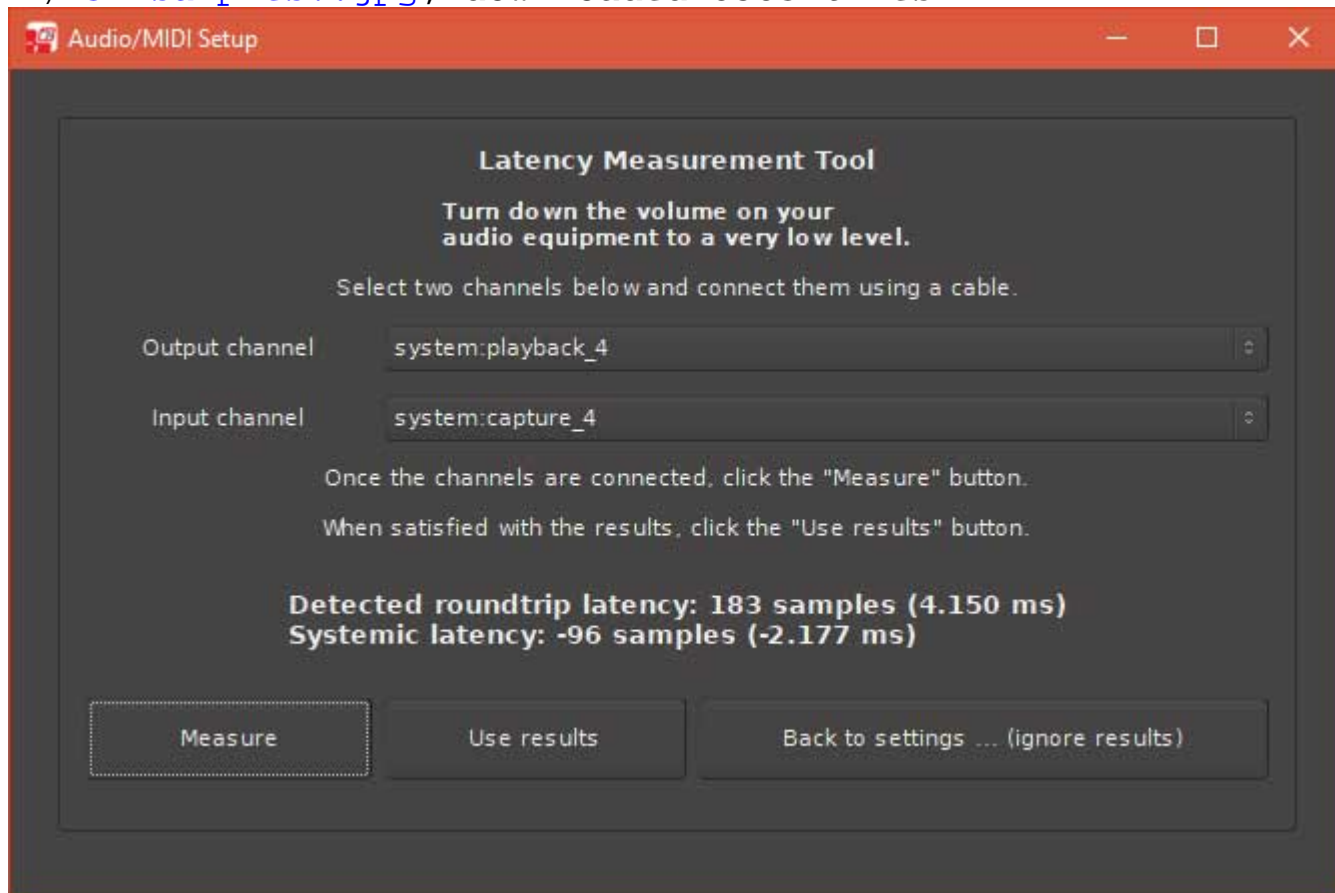 Audio/MIDI Setup
Latency Measurement Tool
Turn down the volume on your
audio equipment to a very low level.
Select two channels below and connect them using a cable.
Output channel system:playback_4
Input channel system:capture_4
Once the channels are connected, click the "Measure" button.
When satisfied with the results, click the "Use results" button.
Detected roundtrip latency: 183 samples (4.150 ms)
Systemic latency: -96 samples (-2.177 ms)
Measure Use results Back to settings ... (ignore results)